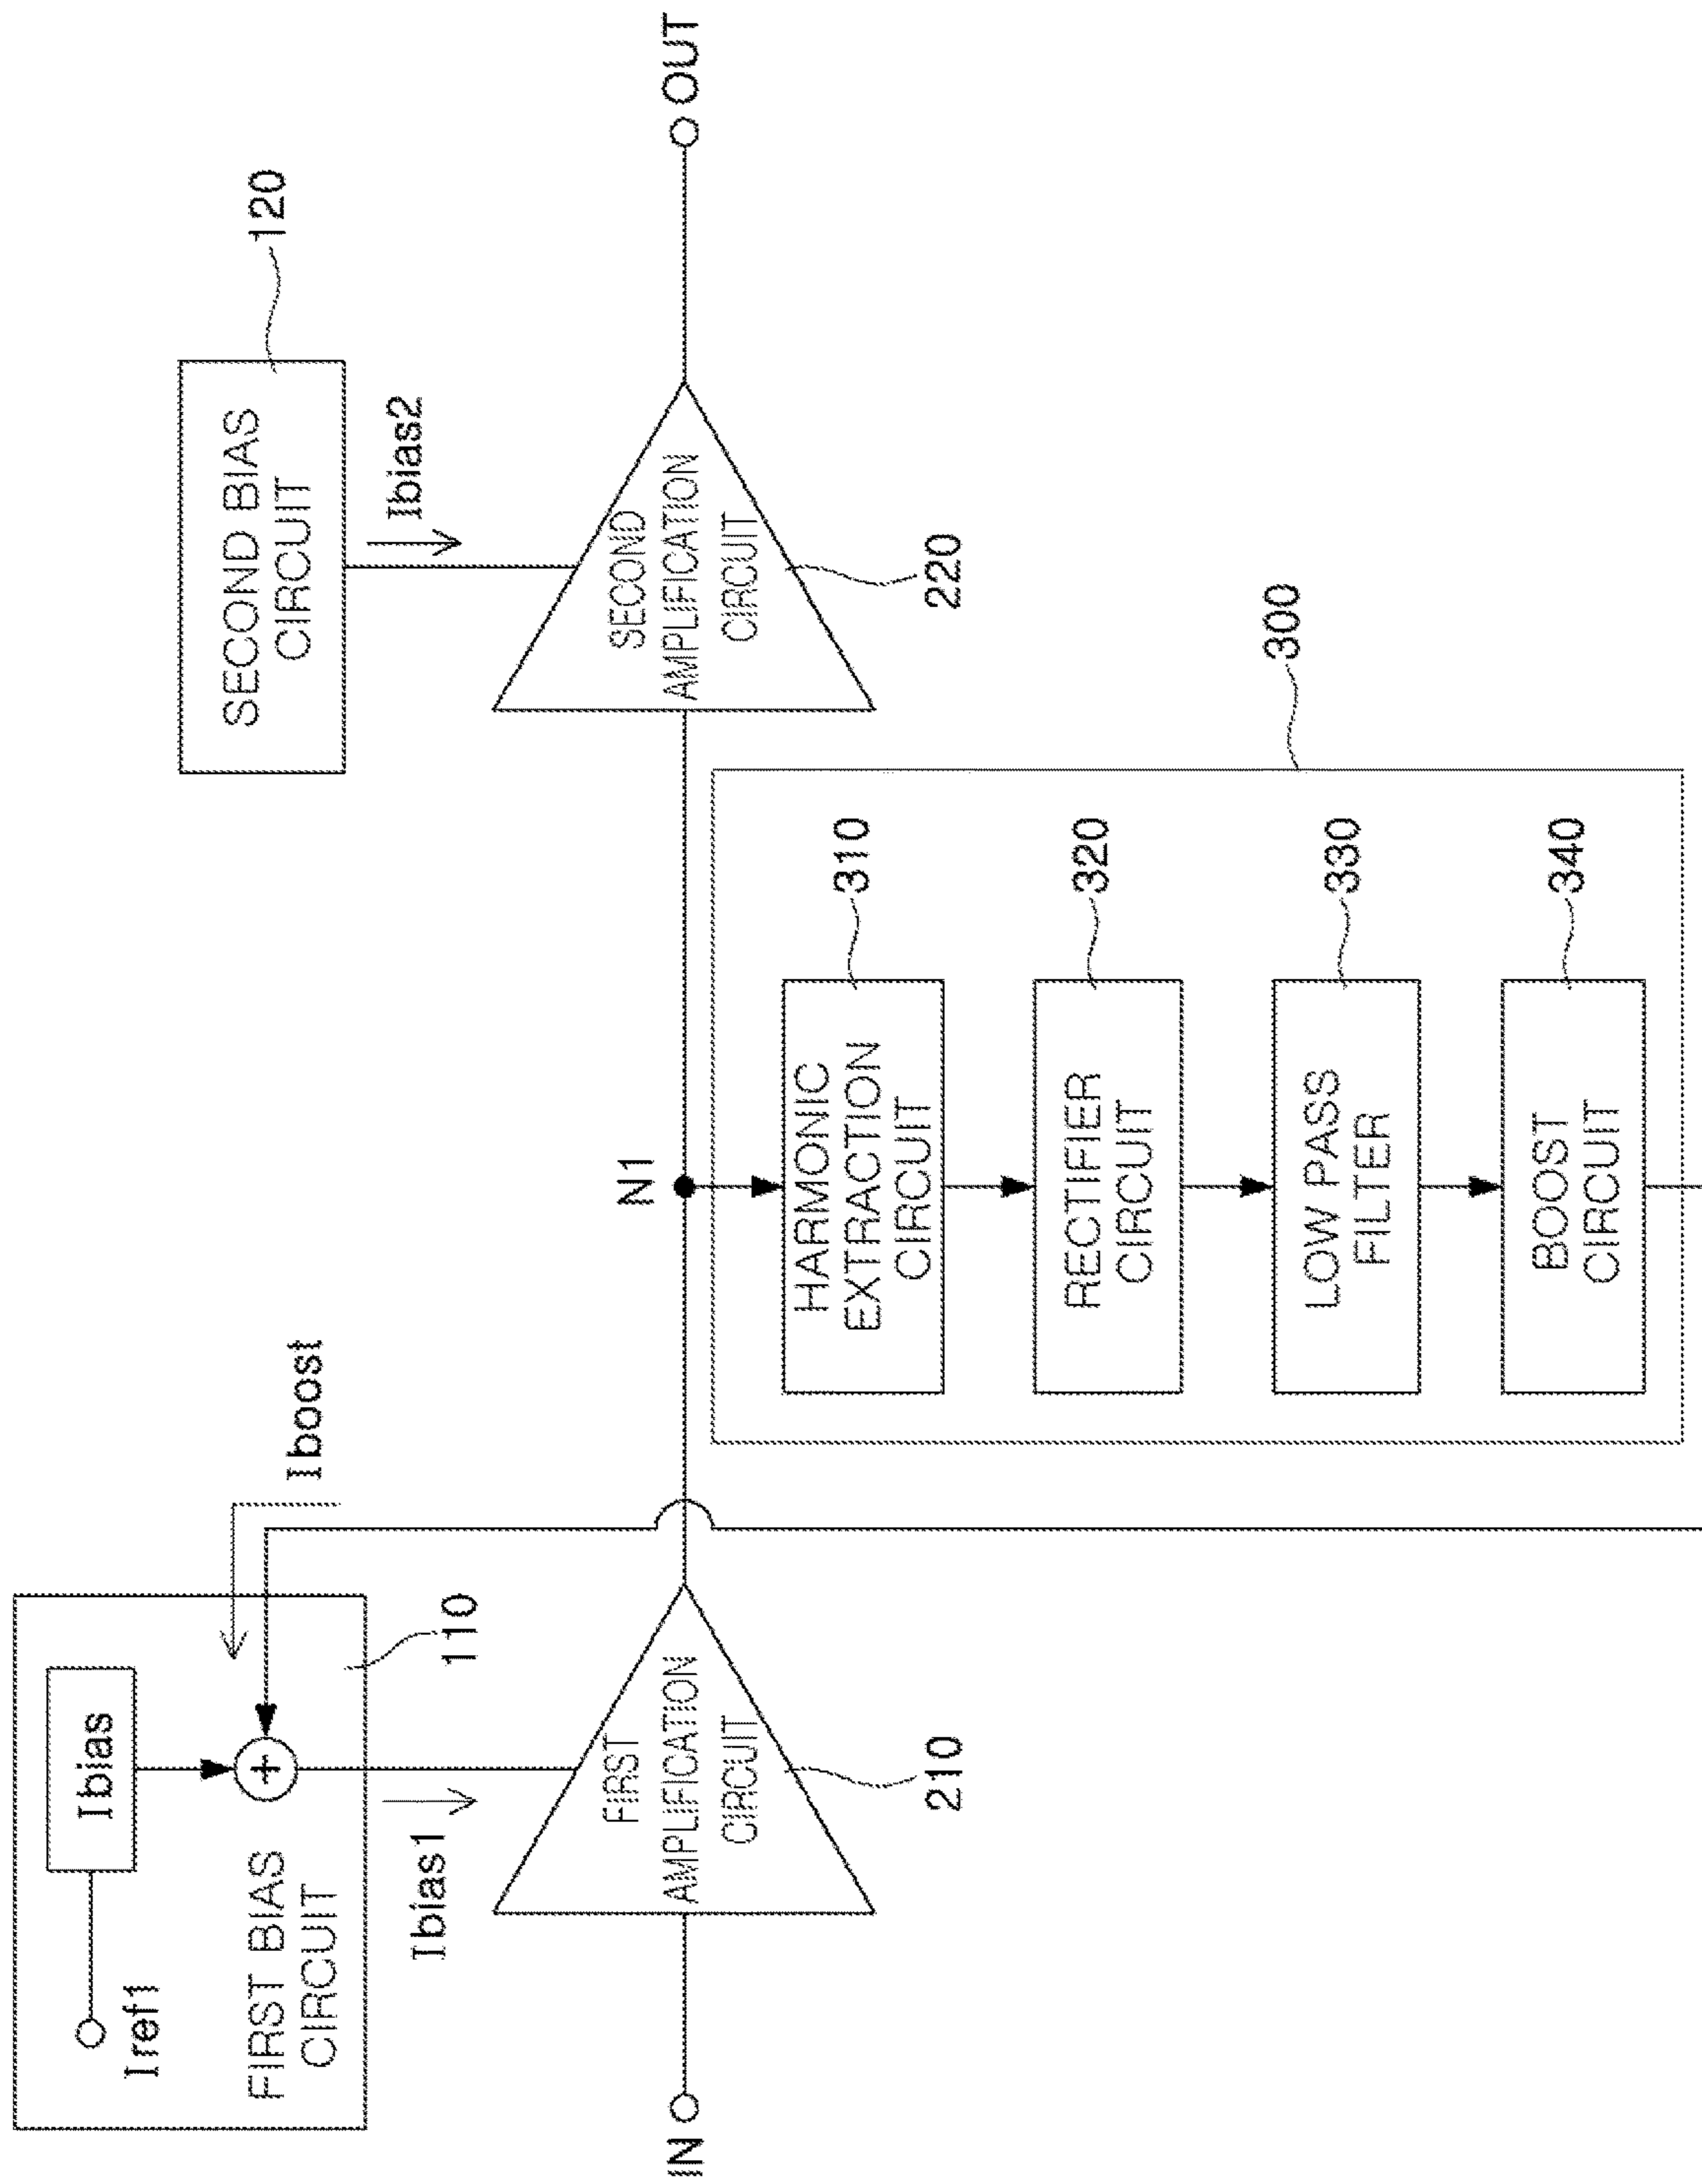 Iref1
Ibias
FIRST BIAS
CIRCUIT
110
Iboost
Ibias1
IN
FIRST
AMPLIFICATION
CIRCUIT
210
N1
SECOND BIAS
CIRCUIT
120
Ibias2
SECOND
AMPLIFICATION
CIRCUIT
220
OUT
300
HARMONIC
EXTRACTION
CIRCUIT
310
RECTIFIER
CIRCUIT
320
LOW PASS
FILTER
330
BOOST
CIRCUIT
340